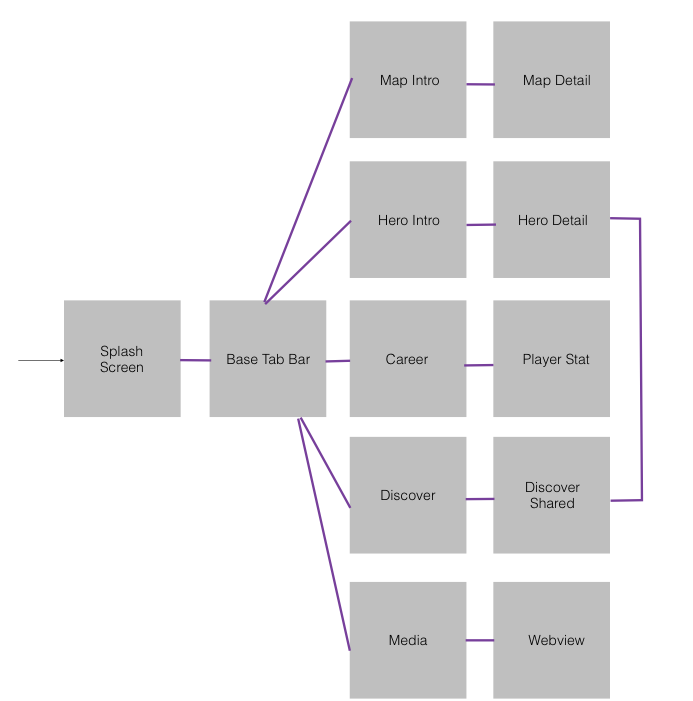 Map Intro
Map Detail
Hero Intro
Hero Detail
Splash
Screen
Base Tab Bar
Career
Player Stat
Discover
Discover
Shared
Media
Webview